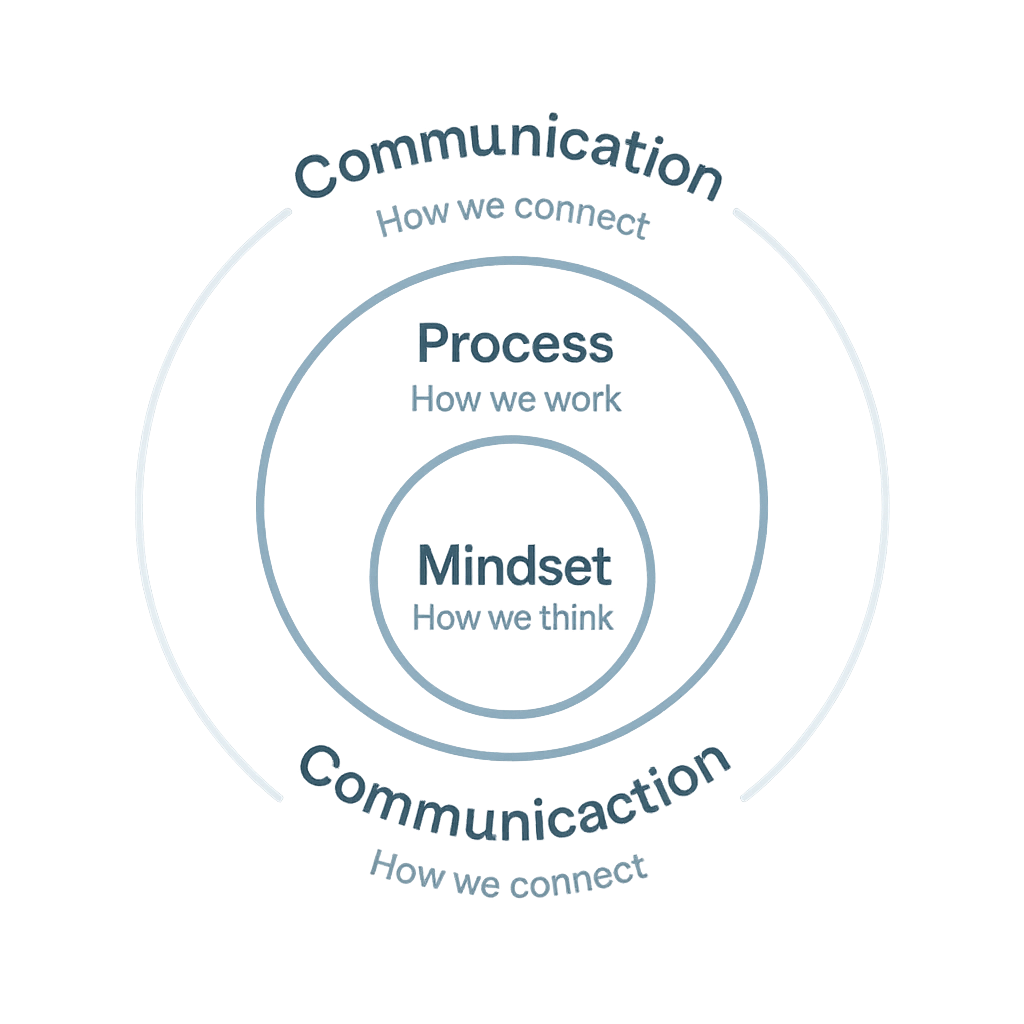 Communication
How we connect
Process
How we work
Mindset
How we think
Communicaction
How we connect